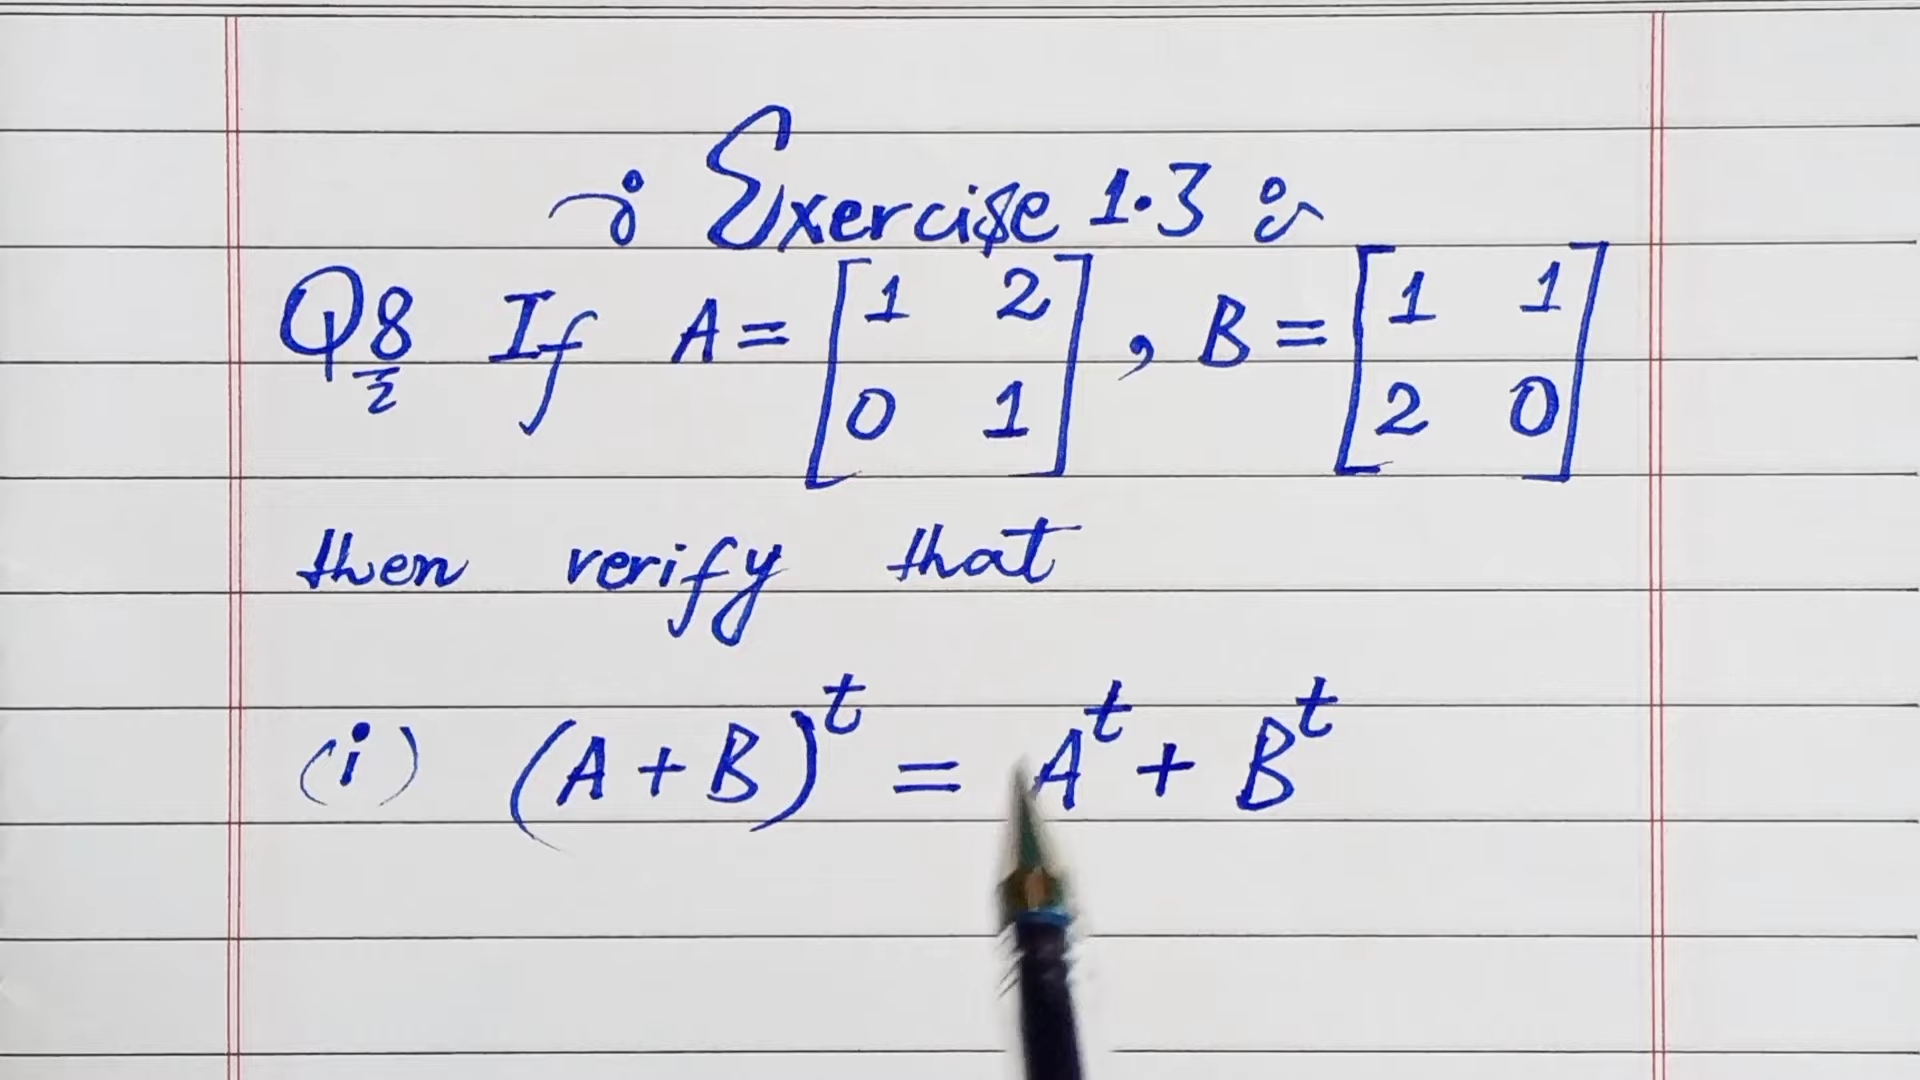 Exercise 1.3
Q8 If A = [1 2 0 1], B = [1 1 2 0]
then verify that
(i) (A + B)^t = A^t + B^t